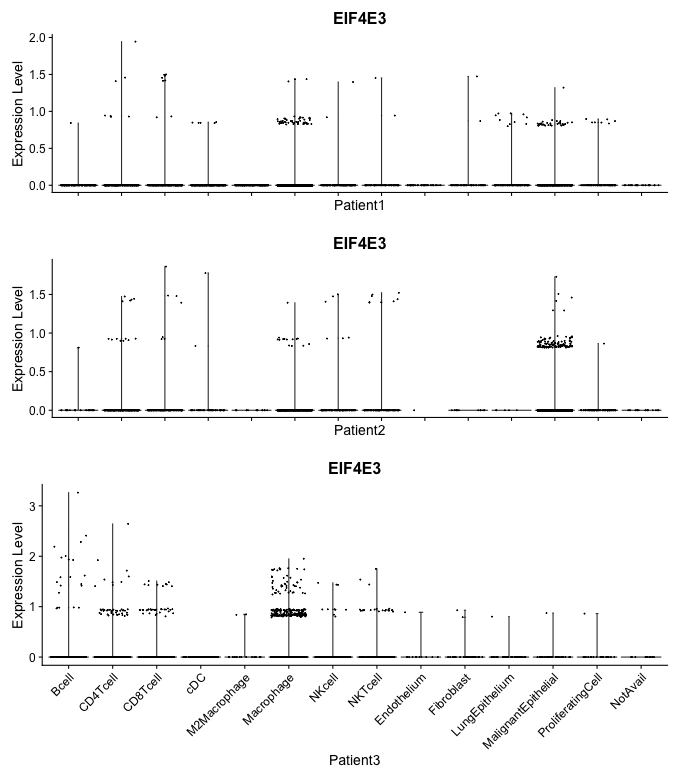 EIF4E3
Expression Level
2.0
1.5
1.0
0.5
0.0
Patient1
EIF4E3
Expression Level
1.5
1.0
0.5
0.0
Patient2
EIF4E3
Expression Level
3
2
1
0
Bcell
CD4Tcell
CD8Tcell
cDC
M2Macrophage
Macrophage
NKcell
NKTcell
Endothelium
Fibroblast
LungEpithelium
MalignantEpithelial
ProliferatingCell
NotAvail
Patient3